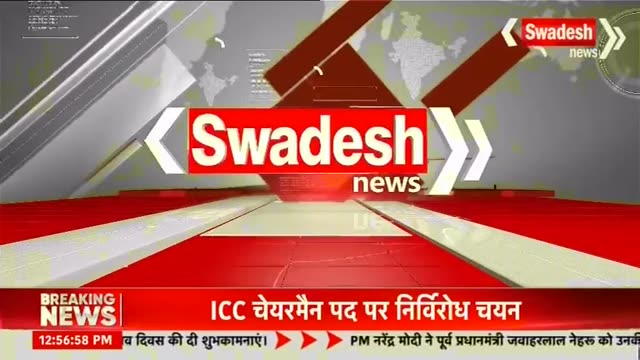 Swadesh
news
Swadesh
news
BREAKING
NEWS
ICC चेयरमैन पद पर निर्विरोध चयन
12:56:58 PM
व दिवस की दी शुभकामनाएं।
PM नरेंद्र मोदी ने पूर्व प्रधानमंत्री जवाहरलाल नेहरू को उनक